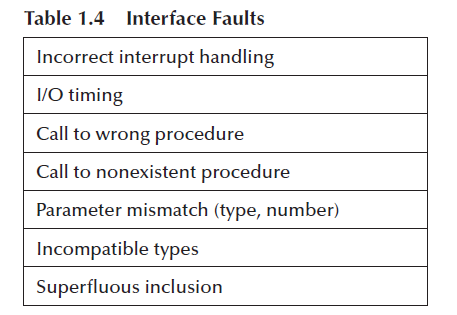 Table 1.4 Interface Faults
Incorrect interrupt handling
I/O timing
Call to wrong procedure
Call to nonexistent procedure
Parameter mismatch (type, number)
Incompatible types
Superfluous inclusion